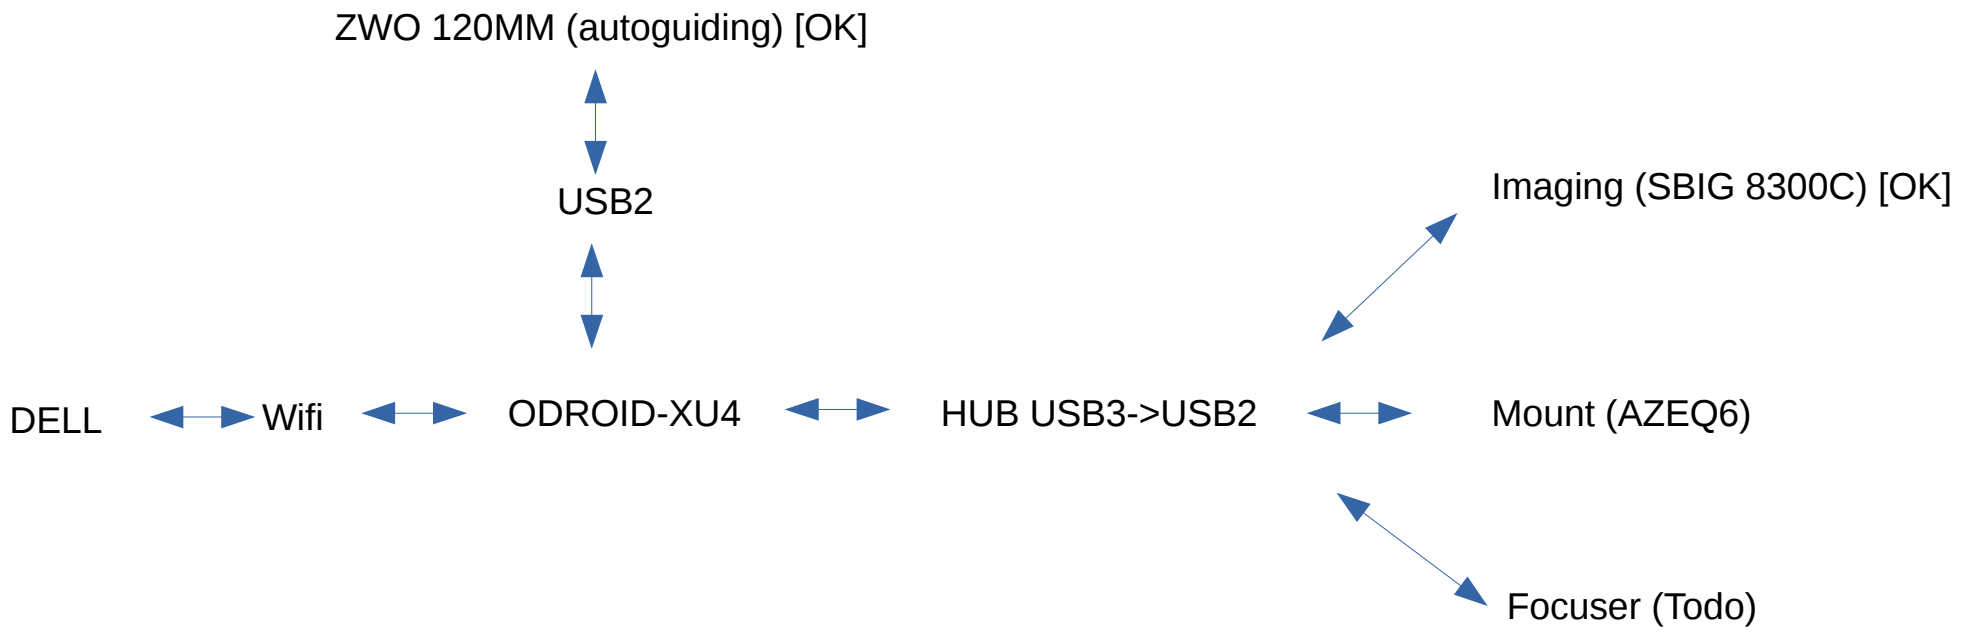 ZWO 120MM (autoguiding) [OK]
USB2
Imaging (SBIG 8300C) [OK]
DELL
Wifi
ODROID-XU4
HUB USB3->USB2
Mount (AZEQ6)
Focuser (Todo)